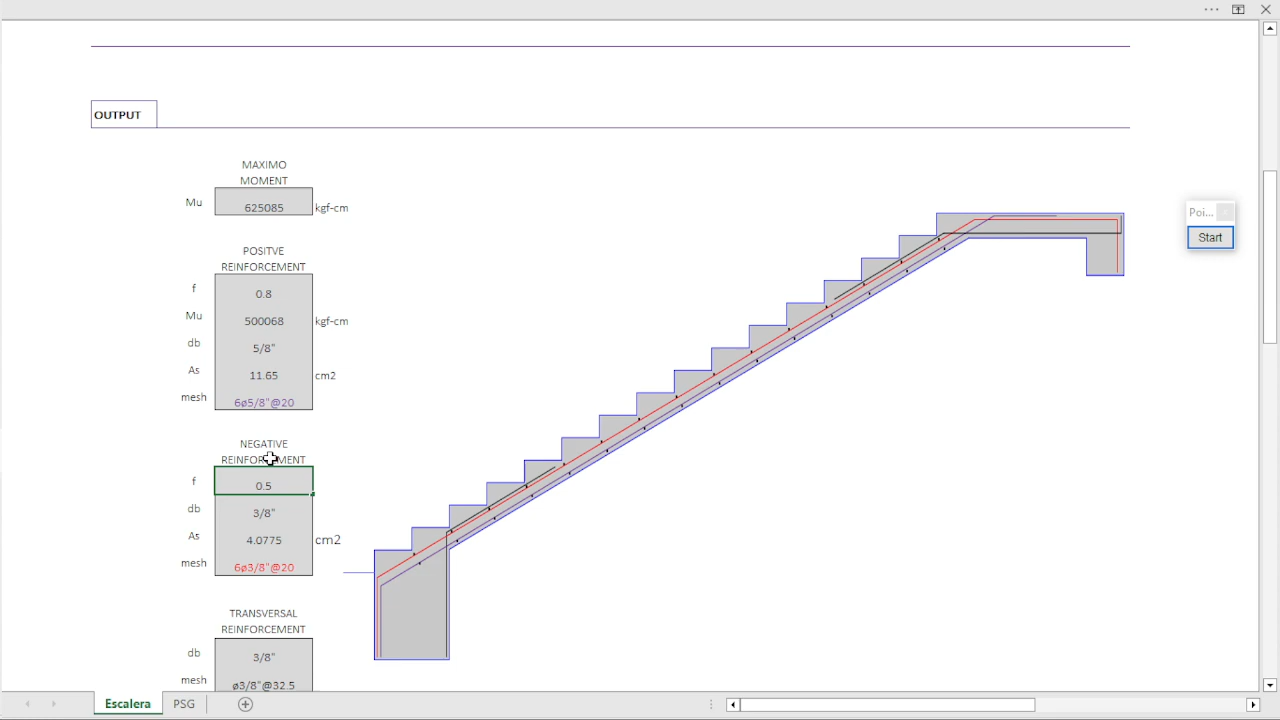 OUTPUT
MAXIMO
MOMENT
Mu 625085 kgf-cm
POSITVE
REINFORCEMENT
f 0.8
Mu 500068 kgf-cm
db 5/8"
As 11.65 cm2
mesh 6ø5/8"@20
NEGATIVE
REINFORCEMENT
f 0.5
db 3/8"
As 4.0775 cm2
mesh 6ø3/8"@20
TRANSVERSAL
REINFORCEMENT
db 3/8"
mesh ø3/8"@32.5
Poi...
Start
Escalera PSG